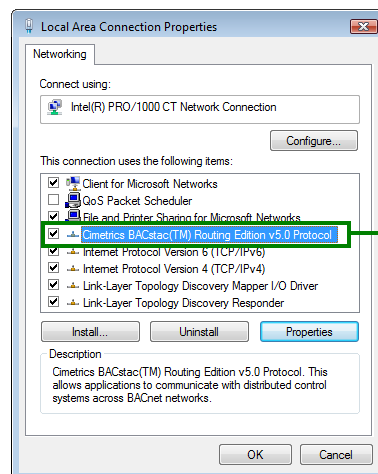 Local Area Connection Properties
Networking
Connect using:
Intel(R) PRO/1000 CT Network Connection
Configure...
This connection uses the following items:
Client for Microsoft Networks
QoS Packet Scheduler
File and Printer Sharing for Microsoft Networks
Cimetrics BACstac(TM) Routing Edition v5.0 Protocol
Internet Protocol Version 6 (TCP/IPv6)
Internet Protocol Version 4 (TCP/IPv4)
Link-Layer Topology Discovery Mapper I/O Driver
Link-Layer Topology Discovery Responder
Install... Uninstall Properties
Description
Cimetrics BACstac(TM) Routing Edition v5.0 Protocol. This
allows applications to communicate with distributed control
systems across BACnet networks.
OK Cancel